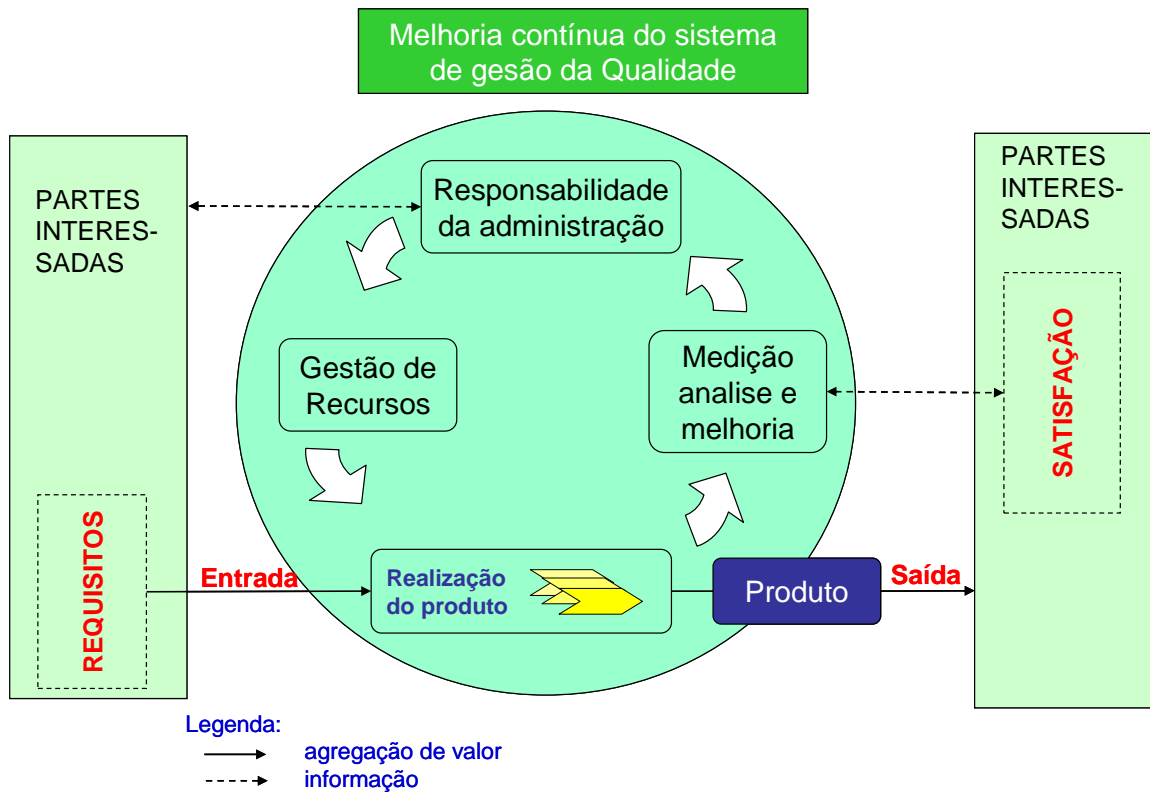 Melhoria contínua do sistema
de gesão da Qualidade
PARTES
INTERES-
SADAS
REQUISITOS
Responsabilidade
da administração
Gestão de
Recursos
Medição
analise e
melhoria
Entrada
Realização
do produto
Produto
Saída
PARTES
INTERES-
SADAS
SATISFAÇÃO
Legenda:
agregação de valor
informação